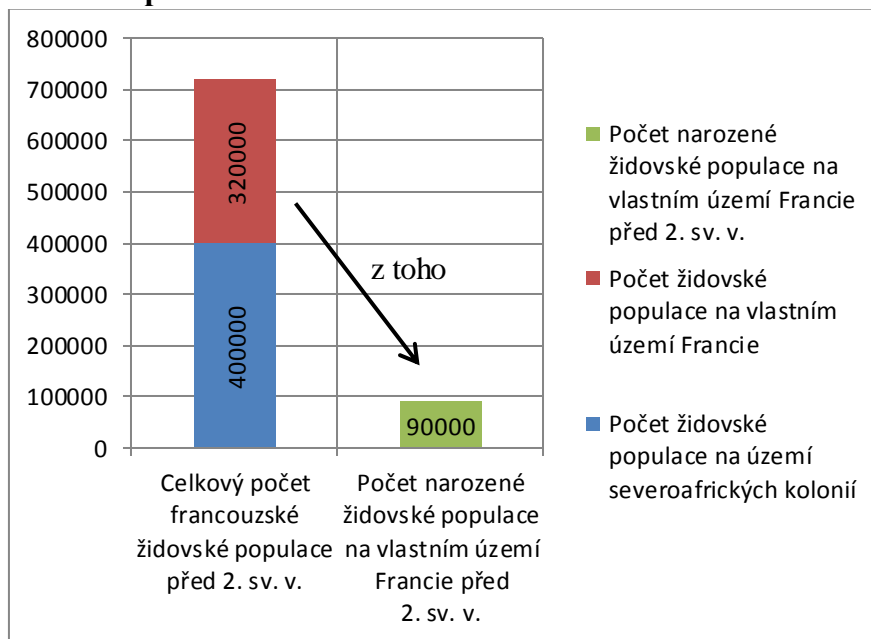 800000
700000
600000
500000
400000
300000
200000
100000
0
320000
400000
z toho
90000
Celkový počet
francouzské
židovské populace
před 2. sv. v.
Počet narozené
židovské populace
na vlastním území
Francie před
2. sv. v.
Počet narozené
židovské populace na
vlastním území Francie
před 2. sv. v.
Počet židovské
populace na vlastním
území Francie
Počet židovské
populace na území
severoafrických kolonií